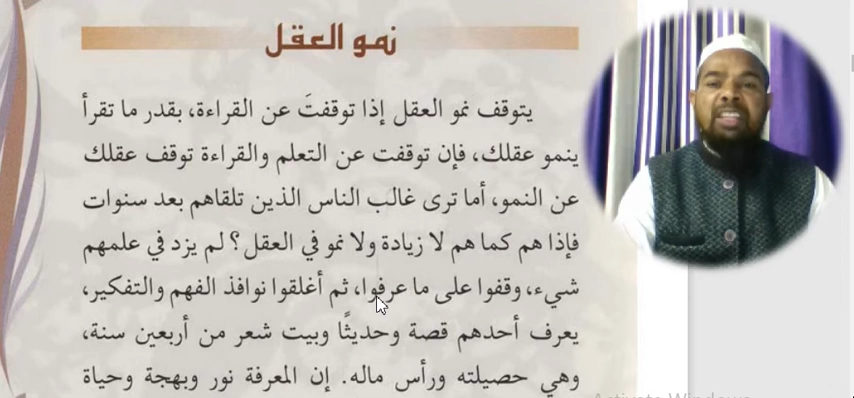 نمو العقل
يتوقف نمو العقل إذا توقفتَ عن القراءة، بقدر ما تقرأ
ينمو عقلك، فإن توقفت عن التعلم والقراءة توقف عقلك
عن النمو، أما ترى غالب الناس الذين تلقاهم بعد سنوات
فإذا هم كما هم لا زيادة ولا نمو في العقل؟ لم يزد في علمهم
شيء، وقفوا على ما عرفوا، ثم أغلقوا نوافذ الفهم والتفكير،
يعرف أحدهم قصة وحديثًا وبيت شعر من أربعين سنة،
وهي حصيلته ورأس ماله. إن المعرفة نور وبهجة وحياة
Activate Windows